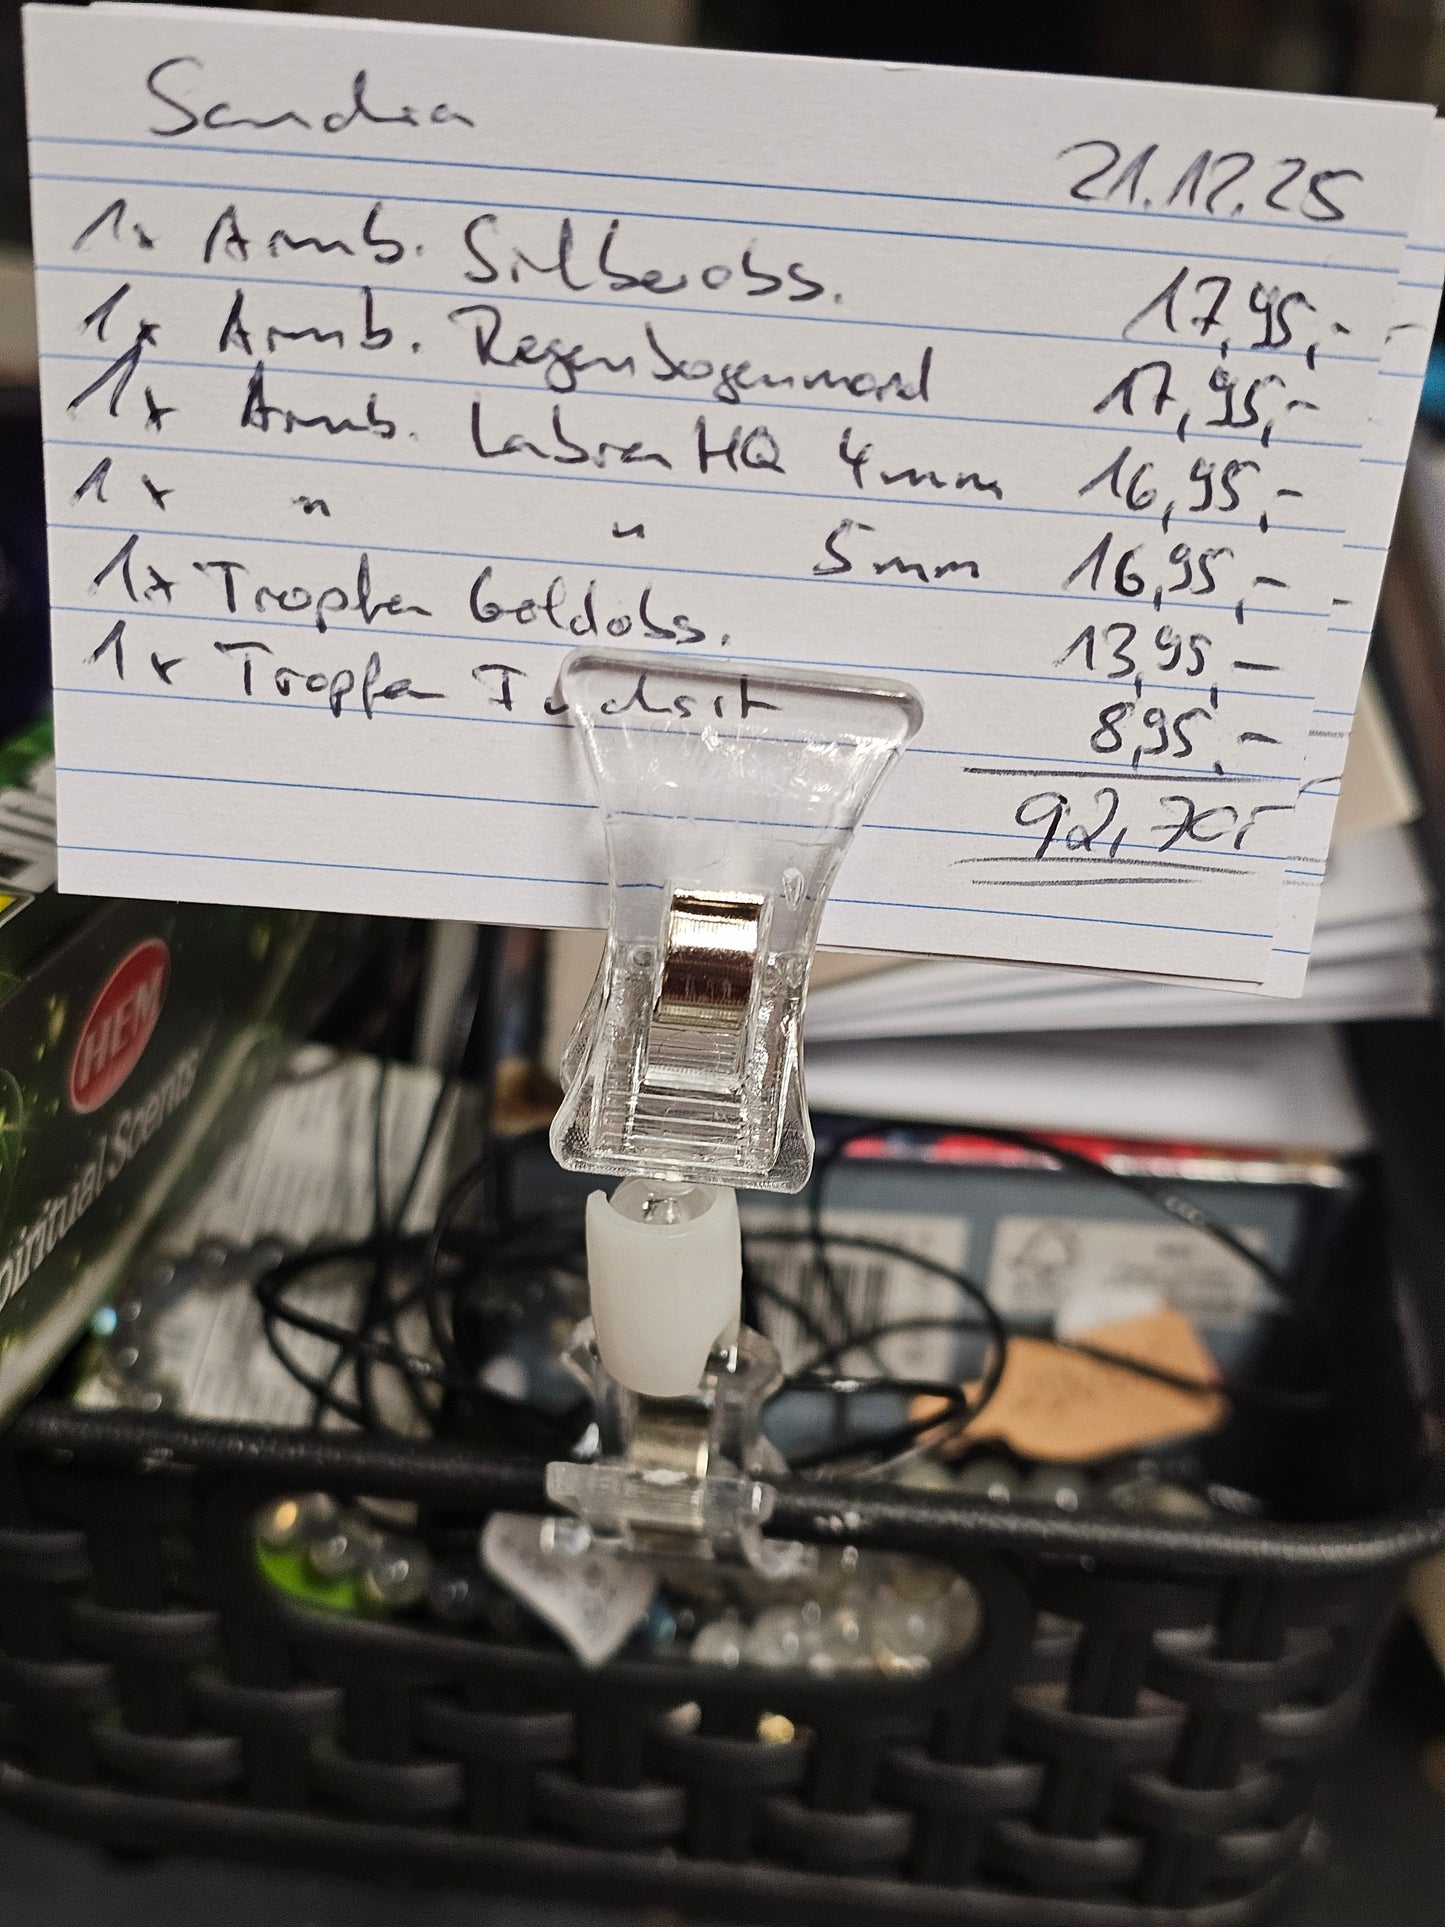 Sandra
21.12.25
1x Armb. Silberobs. 17,95,-
1x Armb. Regenbogenmond 17,95,-
1x Armb. Labra HQ 4mm 16,95,-
1x " " 5mm 16,95,-
1x Tropfen Goldobs. 13,95,-
1x Tropfen Fuchsit 8,95,-
92,70,-
HEM
Spiritual Scents